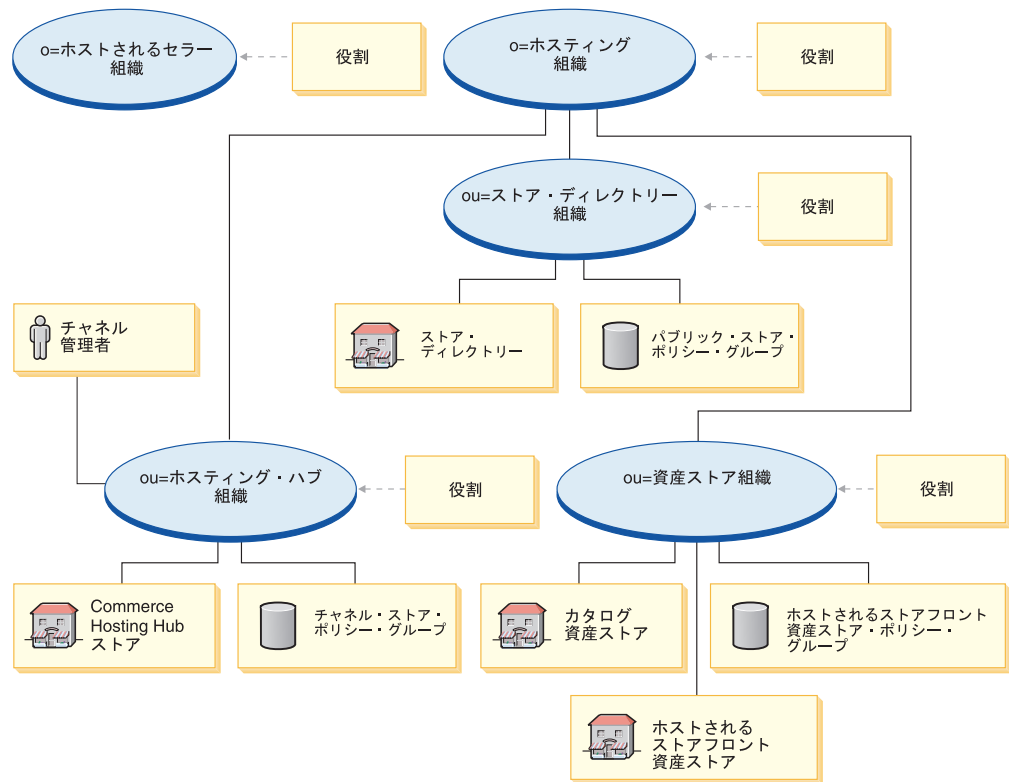 o=ホストされるセラー
組織
役割
o=ホスティング
組織
役割
ou=ストア・ディレクトリー
組織
役割
チャネル
管理者
ストア・
ディレクトリー
パブリック・ストア・
ポリシー・グループ
ou=ホスティング・ハブ
組織
役割
ou=資産ストア組織
役割
Commerce
Hosting Hub
ストア
チャネル・ストア・
ポリシー・グループ
カタログ
資産ストア
ホストされるストアフロント
資産ストア・ポリシー・
グループ
ホストされる
ストアフロント
資産ストア